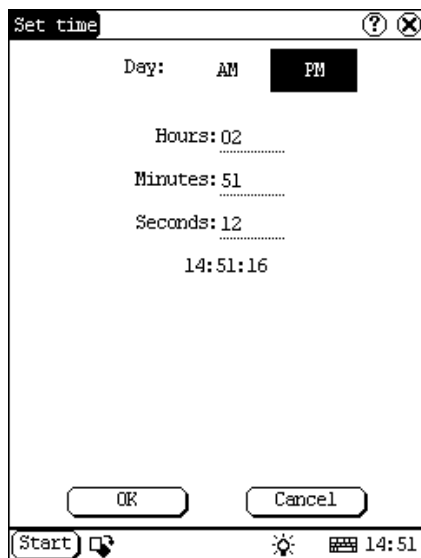 Set time ?
Day: AM PM
Hours: 02
Minutes: 51
Seconds: 12
14:51:16
OK Cancel
Start 14:51